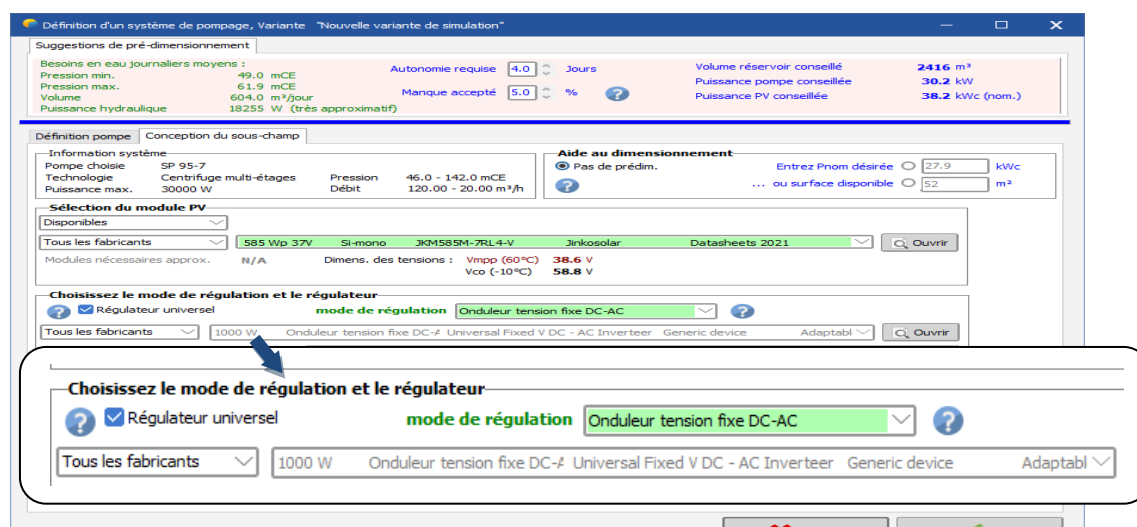 Définition d'un système de pompage, Variante "Nouvelle variante de simulation"
Suggestions de pré-dimensionnement
Besoins en eau journaliers moyens :
Pression min. 49.0 mCE
Pression max. 61.9 mCE
Volume 604.0 m³/jour
Puissance hydraulique 18255 W (très approximatif)
Autonomie requise 4.0 Jours
Manque accepté 5.0 % ?
Volume réservoir conseillé 2416 m³
Puissance pompe conseillée 30.2 kW
Puissance PV conseillée 38.2 kWc (nom.)
Définition pompe Conception du sous-champ
Information système
Pompe choisie SP 95-7
Technologie Centrifuge multi-étages Pression 46.0 - 142.0 mCE
Puissance max. 30000 W Débit 120.00 - 20.00 m³/h
Aide au dimensionnement
Pas de prédim. Entrez Pnom désirée 27.9 kWc
? ... ou surface disponible 52 m²
Sélection du module PV
Disponibles
Tous les fabricants 585 Wp 37V Si-mono JKM585M-7RL4-V Jinkosolar Datasheets 2021 Ouvrir
Modules nécessaires approx. N/A Dimens. des tensions : Vmpp (60°C) 38.6 V
Vco (-10°C) 58.8 V
Choisissez le mode de régulation et le régulateur
? Régulateur universel mode de régulation Onduleur tension fixe DC-AC ?
Tous les fabricants 1000 W Onduleur tension fixe DC-A Universal Fixed V DC - AC Inverteer Generic device Adaptabl Ouvrir
Choisissez le mode de régulation et le régulateur
? Régulateur universel mode de régulation Onduleur tension fixe DC-AC ?
Tous les fabricants 1000 W Onduleur tension fixe DC-A Universal Fixed V DC - AC Inverteer Generic device Adaptabl